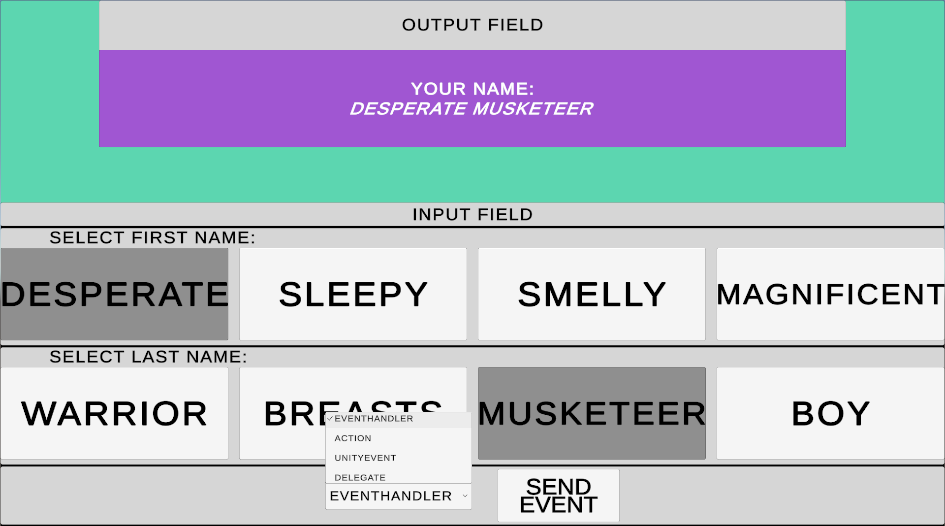 OUTPUT FIELD
YOUR NAME:
DESPERATE MUSKETEER
INPUT FIELD
SELECT FIRST NAME:
DESPERATE SLEEPY SMELLY MAGNIFICENT
SELECT LAST NAME:
WARRIOR BREASTS MUSKETEER BOY
EVENTHANDLER
ACTION
UNITYEVENT
DELEGATE
EVENTHANDLER
SEND
EVENT